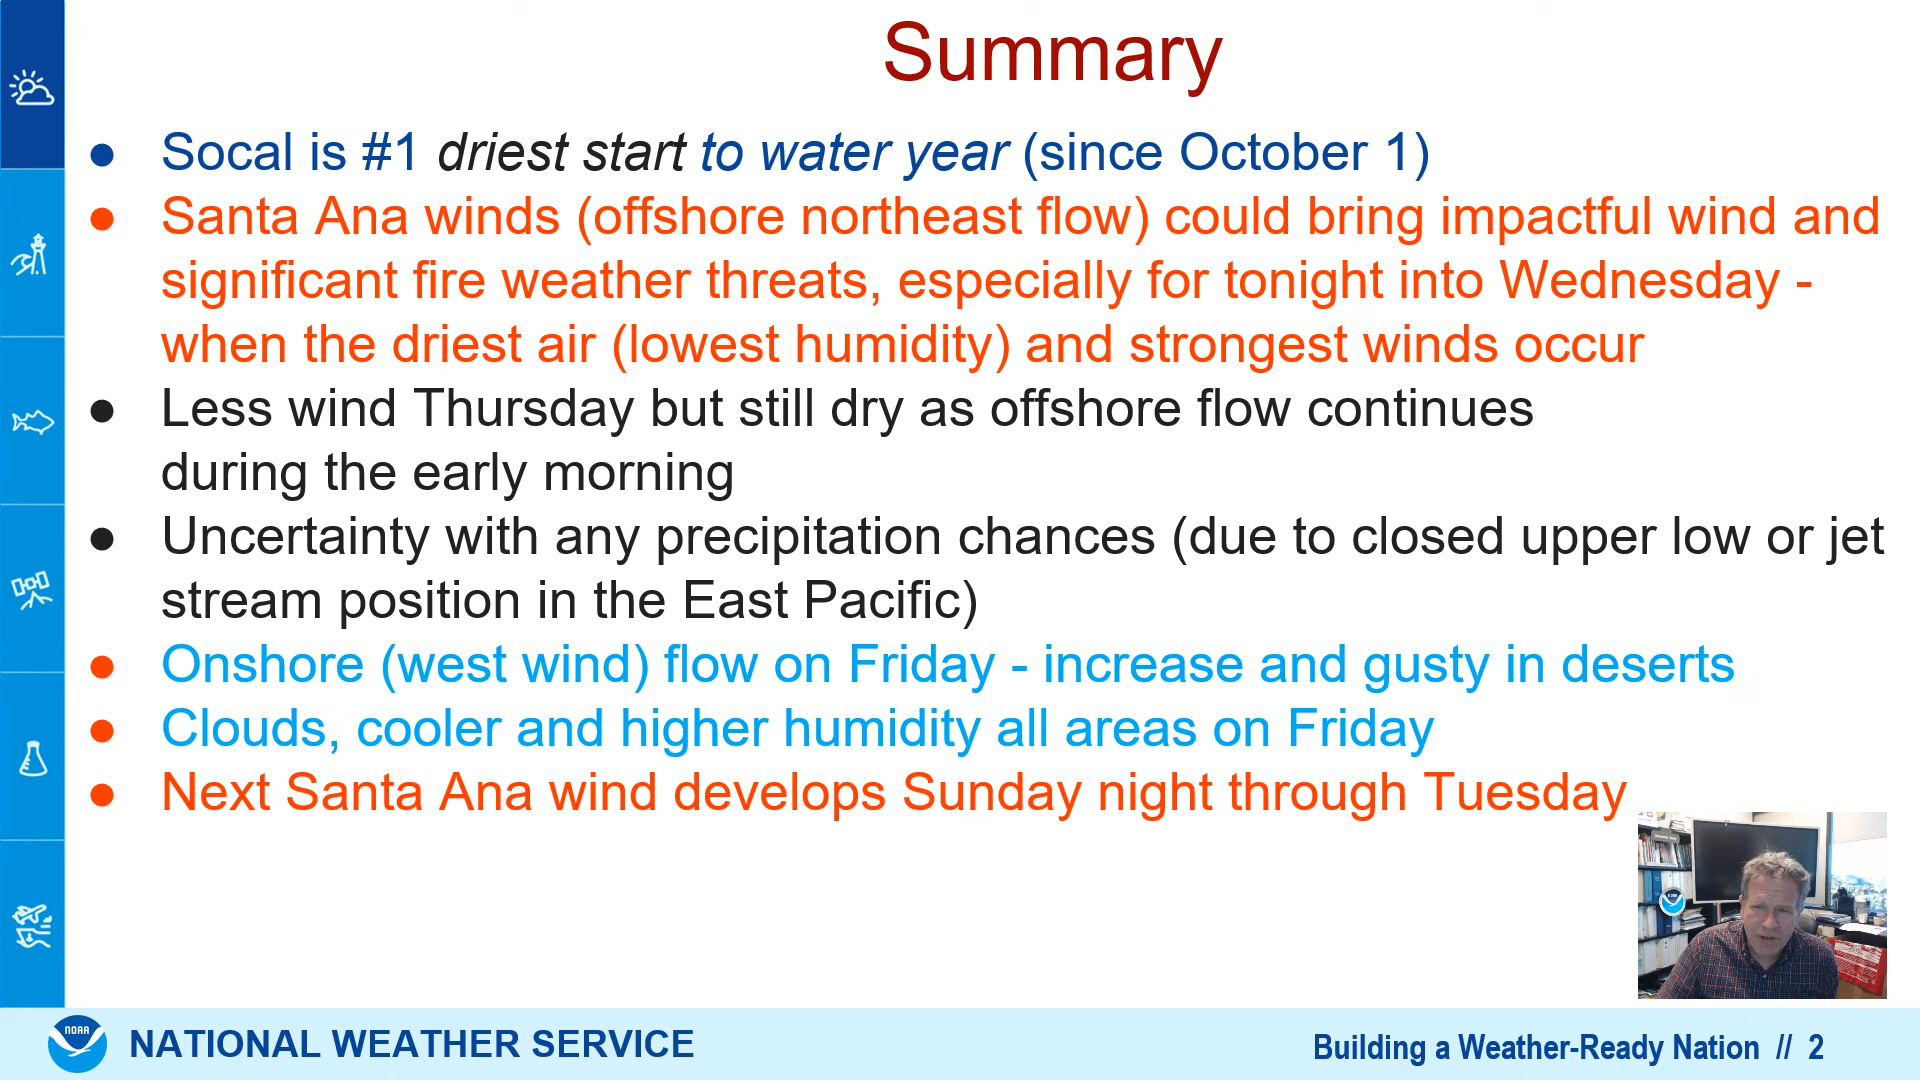 Summary
● Socal is #1 driest start to water year (since October 1)
● Santa Ana winds (offshore northeast flow) could bring impactful wind and
significant fire weather threats, especially for tonight into Wednesday -
when the driest air (lowest humidity) and strongest winds occur
● Less wind Thursday but still dry as offshore flow continues
during the early morning
● Uncertainty with any precipitation chances (due to closed upper low or jet
stream position in the East Pacific)
● Onshore (west wind) flow on Friday - increase and gusty in deserts
● Clouds, cooler and higher humidity all areas on Friday
● Next Santa Ana wind develops Sunday night through Tuesday
NOAA
NATIONAL WEATHER SERVICE
Building a Weather-Ready Nation // 2